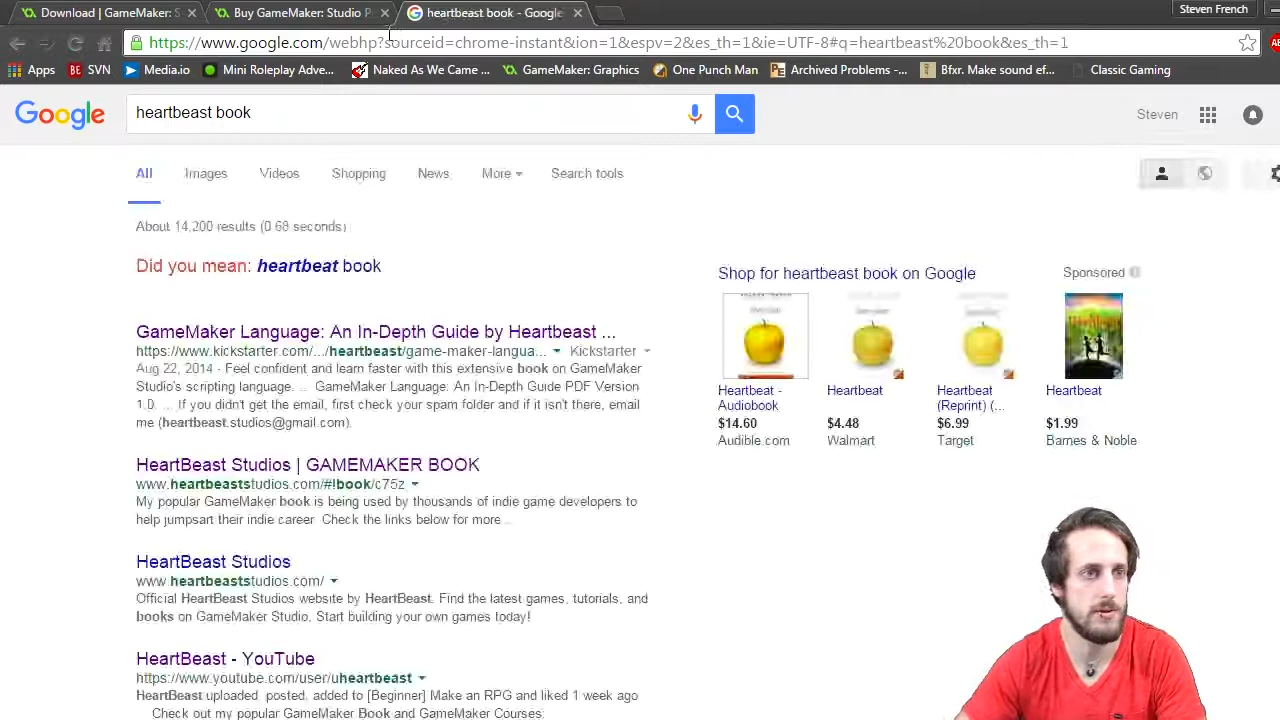 Download | GameMaker: S
Buy GameMaker: Studio P
heartbeast book - Google
Steven French
https://www.google.com/webhp?sourceid=chrome-instant&ion=1&espv=2&es_th=1&ie=UTF-8#q=heartbeast%20book&es_th=1
Apps
SVN
Media.io
Mini Roleplay Adve...
Naked As We Came ...
GameMaker: Graphics
One Punch Man
Archived Problems -...
Bfxr. Make sound ef...
Classic Gaming
Google
heartbeast book
Steven
All
Images
Videos
Shopping
News
More
Search tools
About 14,200 results (0.68 seconds)
Did you mean: heartbeat book
GameMaker Language: An In-Depth Guide by Heartbeast ...
https://www.kickstarter.com/.../heartbeast/game-maker-langua... Kickstarter
Aug 22, 2014 - Feel confident and learn faster with this extensive book on GameMaker
Studio's scripting language. ... GameMaker Language: An In-Depth Guide PDF Version
1.0. ... If you didn't get the email, first check your spam folder and if it isn't there, email
me (heartbeast.studios@gmail.com).
HeartBeast Studios | GAMEMAKER BOOK
www.heartbeaststudios.com/#!book/c75z
My popular GameMaker book is being used by thousands of indie game developers to
help jumpsart their indie career. Check the links below for more ...
HeartBeast Studios
www.heartbeaststudios.com/
Official HeartBeast Studios website by HeartBeast. Find the latest games, tutorials, and
books on GameMaker Studio. Start building your own games today!
HeartBeast - YouTube
https://www.youtube.com/user/uheartbeast
HeartBeast uploaded, posted, added to [Beginner] Make an RPG and liked 1 week ago
Check out my popular GameMaker Book and GameMaker Courses:
Shop for heartbeast book on Google
Sponsored
Heartbeat -
Audiobook
$14.60
Audible.com
Heartbeat
$4.48
Walmart
Heartbeat
(Reprint) (...
$6.99
Target
Heartbeat
$1.99
Barnes & Noble